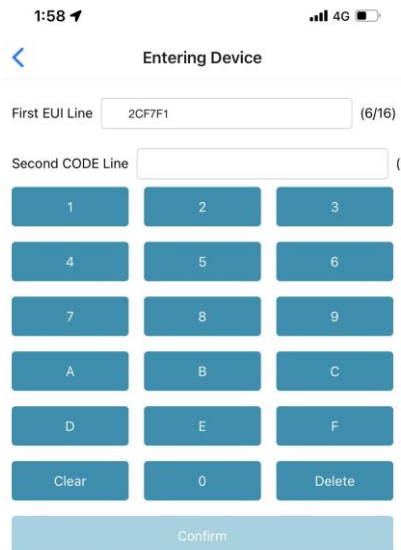 1:58 4G
Entering Device
First EUI Line 2CF7F1 (6/16)
Second CODE Line (
1 2 3
4 5 6
7 8 9
A B C
D E F
Clear 0 Delete
Confirm